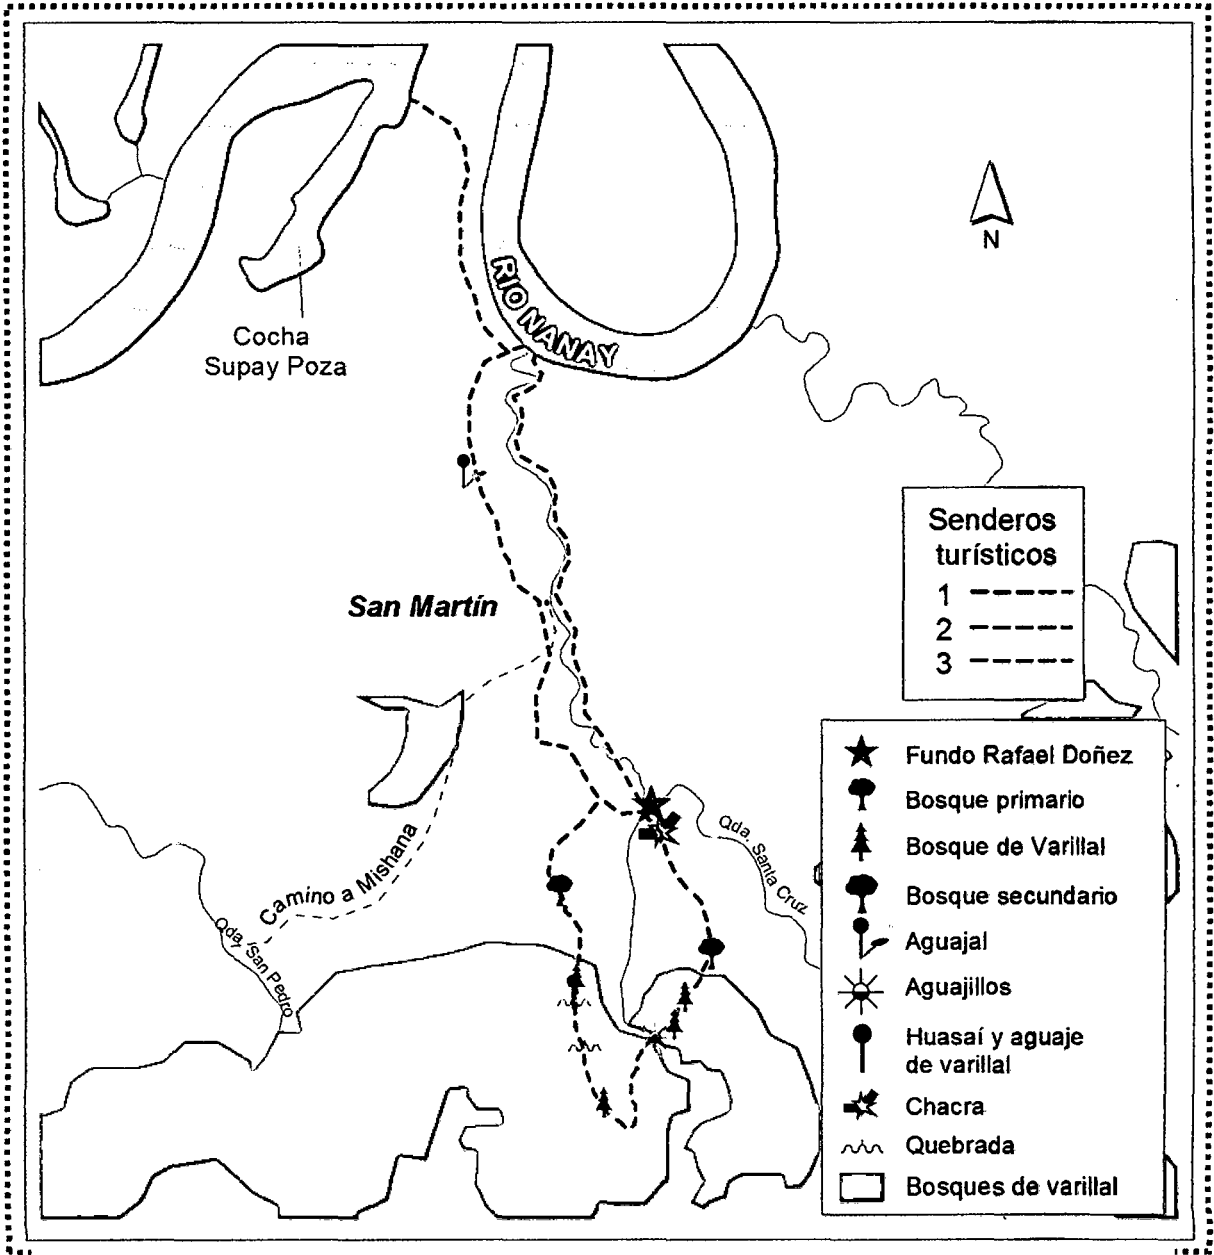 N
RIO NANAY
Cocha
Supay Poza
San Martín
Senderos
turísticos
1
2
3
Camino a Mishana
Qda. San Pedro
Qda. Santa Cruz
Fundo Rafael Doñez
Bosque primario
Bosque de Varillal
Bosque secundario
Aguajal
Aguajillos
Huasaí y aguaje
de varillal
Chacra
Quebrada
Bosques de varillal